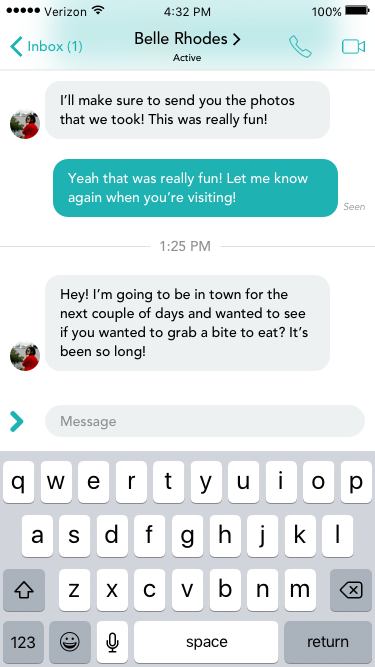 Verizon 4:32 PM 100%
Inbox (1) Belle Rhodes
Active
I’ll make sure to send you the photos
that we took! This was really fun!
Yeah that was really fun! Let me know
again when you’re visiting!
Seen
1:25 PM
Hey! I’m going to be in town for the
next couple of days and wanted to see
if you wanted to grab a bite to eat? It’s
been so long!
Message
q w e r t y u i o p
a s d f g h j k l
z x c v b n m
123 space return